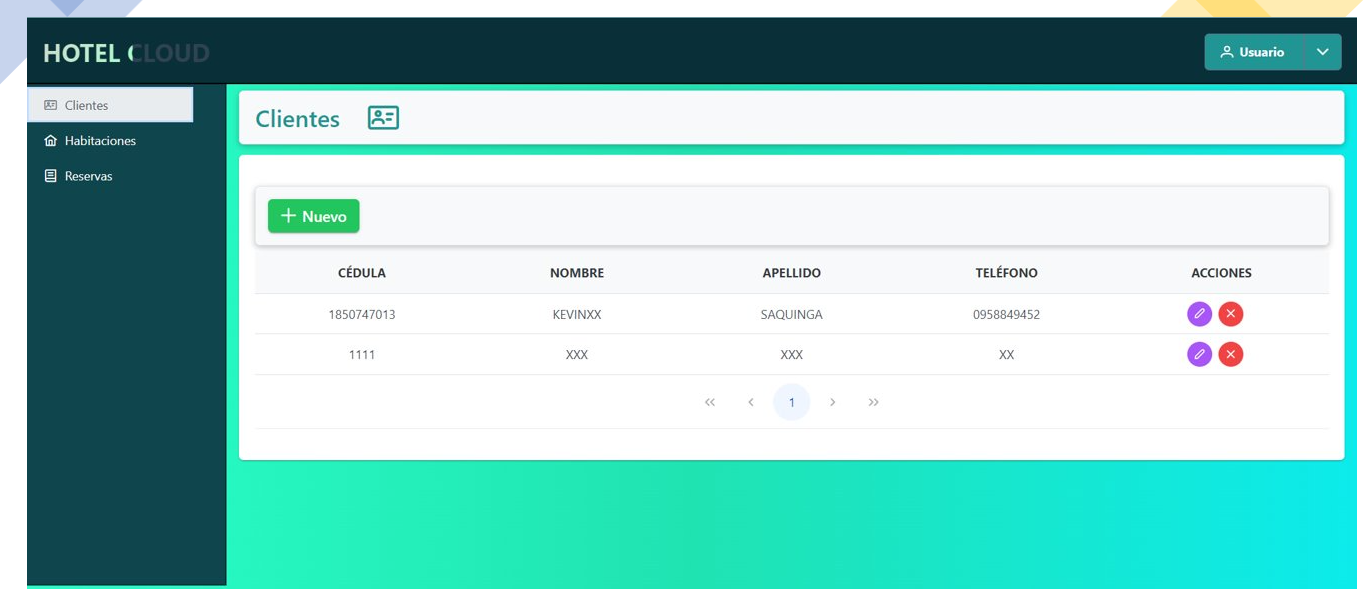 HOTEL CLOUD
Usuario
Clientes
Habitaciones
Reservas
Clientes
Nuevo
CÉDULA NOMBRE APELLIDO TELÉFONO ACCIONES
1850747013 KEVINXX SAQUINGA 0958849452
1111 XXX XXX XX
1